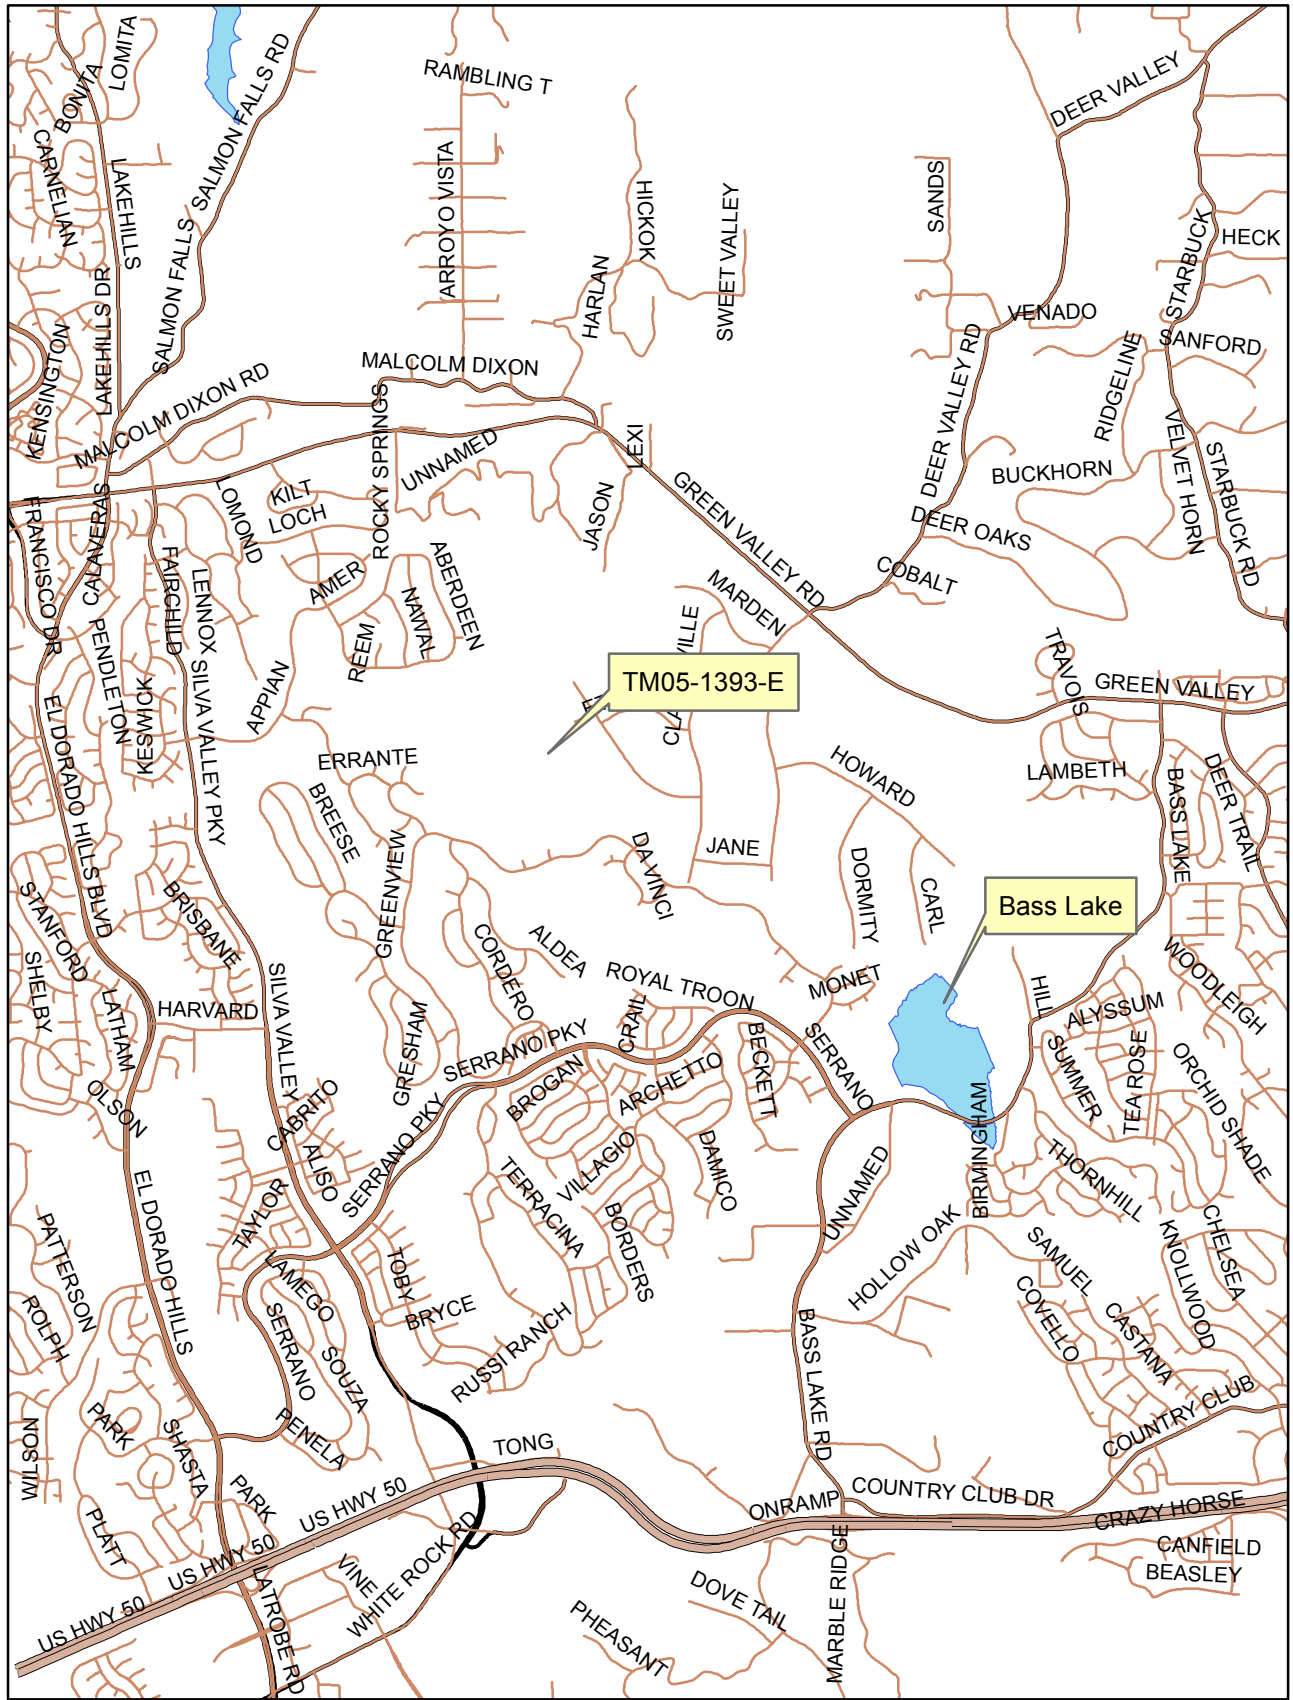 LOMITA
BONITA
SALMON FALLS RD
RAMBLING T
DEER VALLEY
CARNELIAN
LAKEHILLS
ARROYO VISTA
HICKOK
SWEET VALLEY
SANDS
STARBUCK
HECK
SALMON FALLS
HARLAN
LAKEHILLS DR
KENSINGTON
VENADO
SANFORD
RIDGELINE
MALCOLM DIXON
MALCOLM DIXON RD
DEER VALLEY RD
ROCKY SPRINGS
UNNAMED
LEXI
VELVET HORN
STARBUCK RD
BUCKHORN
GREEN VALLEY RD
KILT
LOCH
LOMOND
JASON
DEER OAKS
FRANCISCO DR
CALAVERAS
FAIRCHILD
LENNOX
AMER
ABERDEEN
NAWAL
REEM
COBALT
MARDEN
PENDLETON
KESWICK
SILVA VALLEY PKY
APPIAN
TM05-1393-E
VILLE
CLA
TRAVOIS
GREEN VALLEY
EL DORADO HILLS BLVD
ERRANTE
HOWARD
LAMBETH
BASS LAKE
DEER TRAIL
BREESE
GREENVIEW
DA VINCI
JANE
DORMITY
CARL
STANFORD
BRISBANE
Bass Lake
SHELBY
CORDERO
ALDEA
ROYAL TROON
MONET
WOODLEIGH
LATHAM
HARVARD
SILVA VALLEY
GRESHAM
SERRANO PKY
CRAIL
BECKETT
SERRANO
HILL
ALYSSUM
SUMMER
TEA ROSE
ORCHID SHADE
OLSON
CABRITO
ALISO
BROGAN
ARCHETTO
BIRMINGHAM
SERRANO PKY
VILLAGIO
DAMICO
UNNAMED
THORNHILL
EL DORADO HILLS
TAYLOR
TERRACINA
BORDERS
HOLLOW OAK
SAMUEL
KNOLLWOOD
CHELSEA
PATTERSON
ROLPH
LAMEGO
TOBY
BRYCE
COVELLO
CASTANA
SERRANO
SOUZA
RUSSI RANCH
BASS LAKE RD
WILSON
PARK
SHASTA
PENELA
TONG
COUNTRY CLUB
PARK
PLATT
US HWY 50
ONRAMP
COUNTRY CLUB DR
CRAZY HORSE
US HWY 50
VINE
WHITE ROCK RD
CANFIELD
BEASLEY
US HWY 50
LATROBE RD
DOVE TAIL
PHEASANT
MARBLE RIDGE